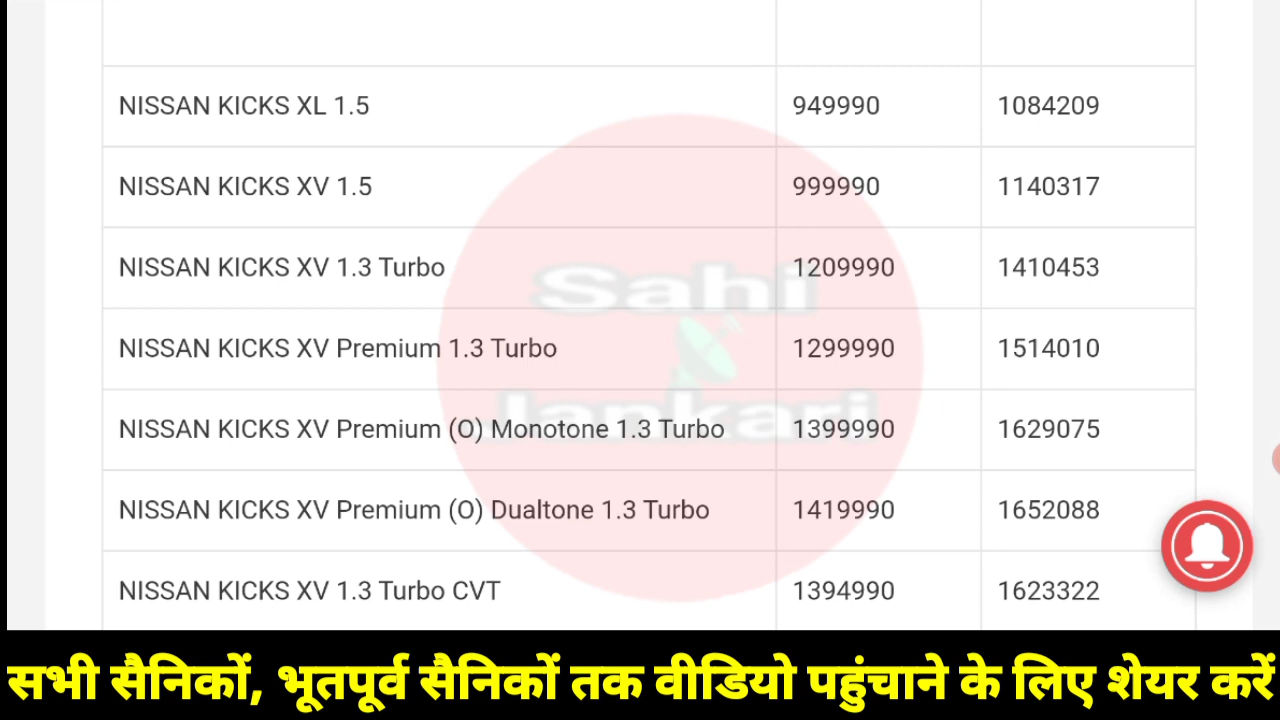 NISSAN KICKS XL 1.5 949990 1084209
NISSAN KICKS XV 1.5 999990 1140317
NISSAN KICKS XV 1.3 Turbo 1209990 1410453
NISSAN KICKS XV Premium 1.3 Turbo 1299990 1514010
NISSAN KICKS XV Premium (O) Monotone 1.3 Turbo 1399990 1629075
NISSAN KICKS XV Premium (O) Dualtone 1.3 Turbo 1419990 1652088
NISSAN KICKS XV 1.3 Turbo CVT 1394990 1623322
Sahi
Jankari
सभी सैनिकों, भूतपूर्व सैनिकों तक वीडियो पहुंचाने के लिए शेयर करें